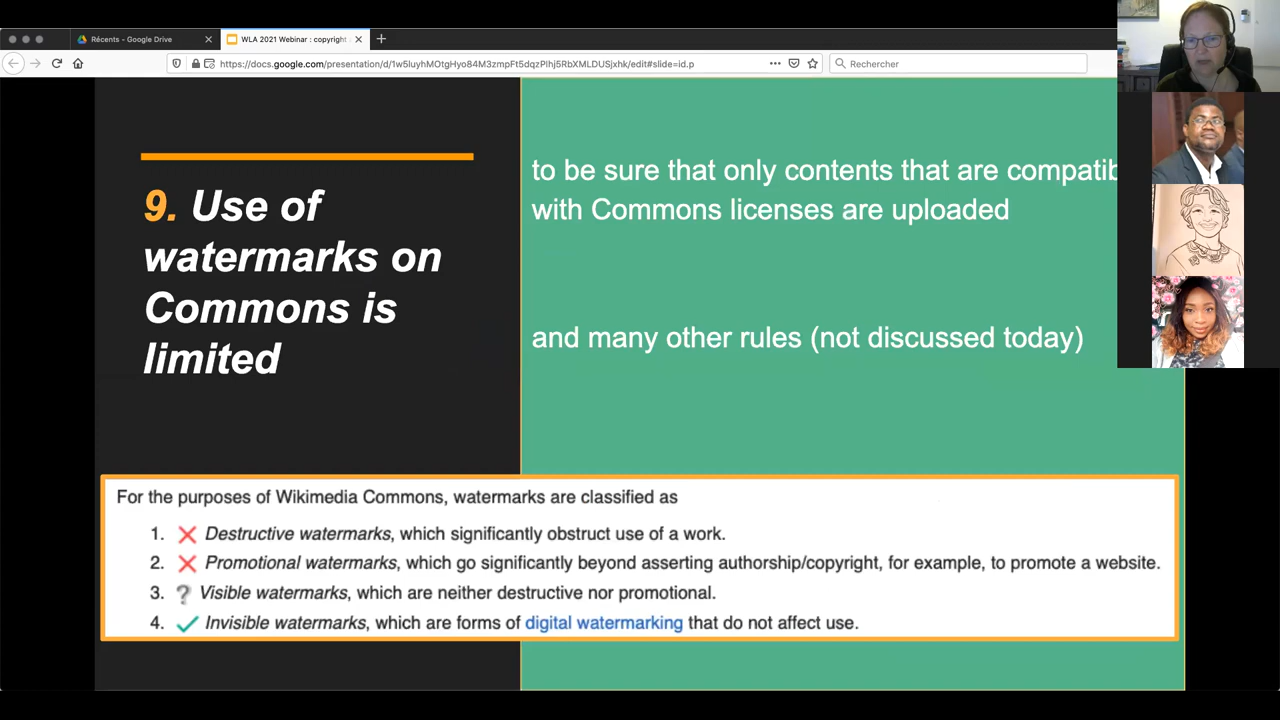 Récents - Google Drive
WLA 2021 Webinar : copyright
https://docs.google.com/presentation/d/1w5IuyhMOtgHyo84M3zmpFt5dqzPlhj5RbXMLDUSjxhk/edit#slide=id.p
Rechercher
9. Use of
watermarks on
Commons is
limited
to be sure that only contents that are compatib
with Commons licenses are uploaded
and many other rules (not discussed today)
For the purposes of Wikimedia Commons, watermarks are classified as
1. ❌ Destructive watermarks, which significantly obstruct use of a work.
2. ❌ Promotional watermarks, which go significantly beyond asserting authorship/copyright, for example, to promote a website.
3. ? Visible watermarks, which are neither destructive nor promotional.
4. ✓ Invisible watermarks, which are forms of digital watermarking that do not affect use.